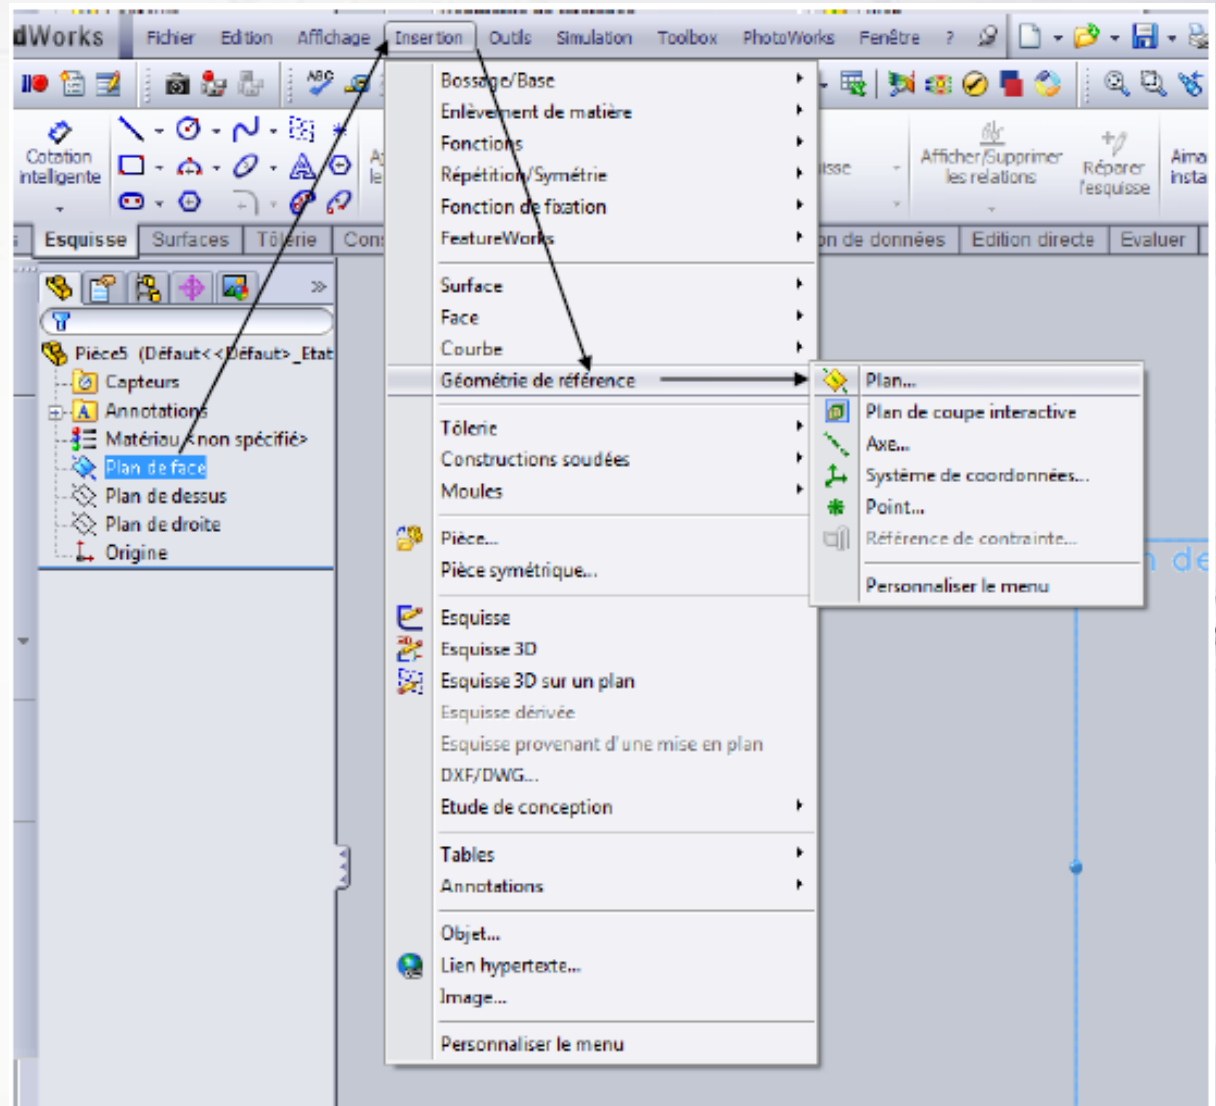 dWorks Fichier Edition Affichage Insertion Outils Simulation Toolbox PhotoWorks Fenêtre ?
Cotation
intelligente
Afficher/Supprimer
les relations
Réparer
l'esquisse
Esquisse Surfaces Tôlerie Con on de données Edition directe Evaluer
Pièce5 (Défaut<<Défaut>_Etat
Capteurs
Annotations
Matériau <non spécifié>
Plan de face
Plan de dessus
Plan de droite
Origine
Bossage/Base
Enlèvement de matière
Fonctions
Répétition/Symétrie
Fonction de fixation
FeatureWorks
Surface
Face
Courbe
Géométrie de référence
Tôlerie
Constructions soudées
Moules
Pièce...
Pièce symétrique...
Esquisse
Esquisse 3D
Esquisse 3D sur un plan
Esquisse dérivée
Esquisse provenant d'une mise en plan
DXF/DWG...
Etude de conception
Tables
Annotations
Objet...
Lien hypertexte...
Image...
Personnaliser le menu
Plan...
Plan de coupe interactive
Axe...
Système de coordonnées...
Point...
Référence de contrainte...
Personnaliser le menu